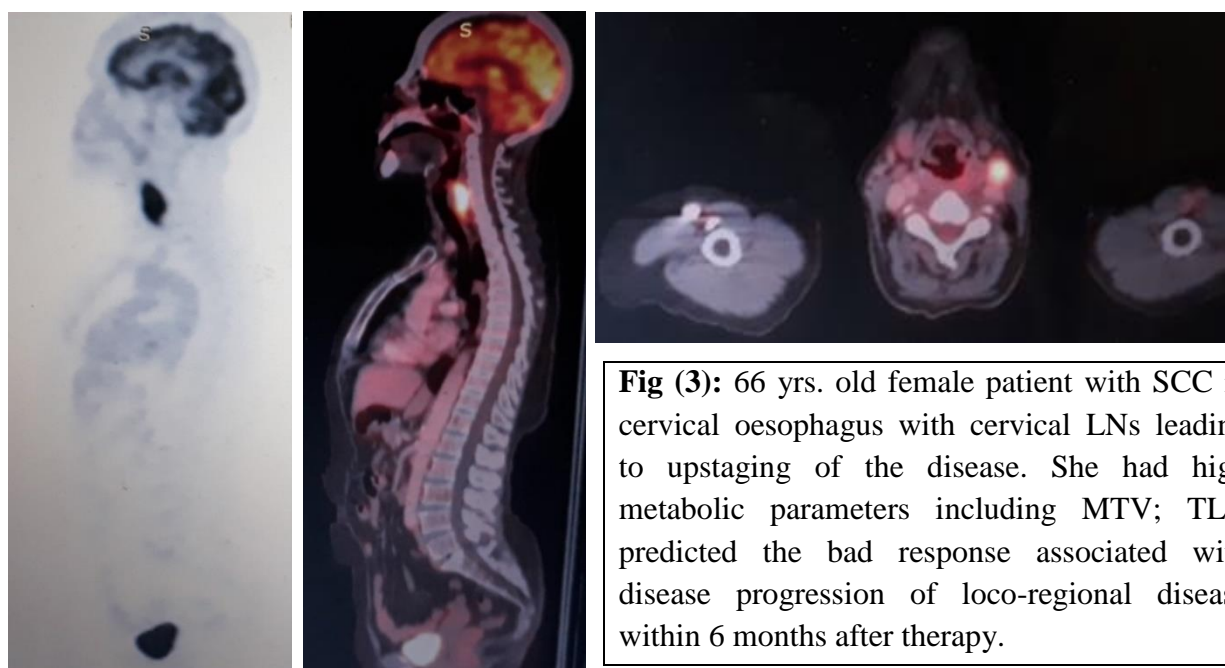 S
S
Fig (3): 66 yrs. old female patient with SCC
cervical oesophagus with cervical LNs leadin
to upstaging of the disease. She had hig
metabolic parameters including MTV; TL
predicted the bad response associated wi
disease progression of loco-regional diseas
within 6 months after therapy.